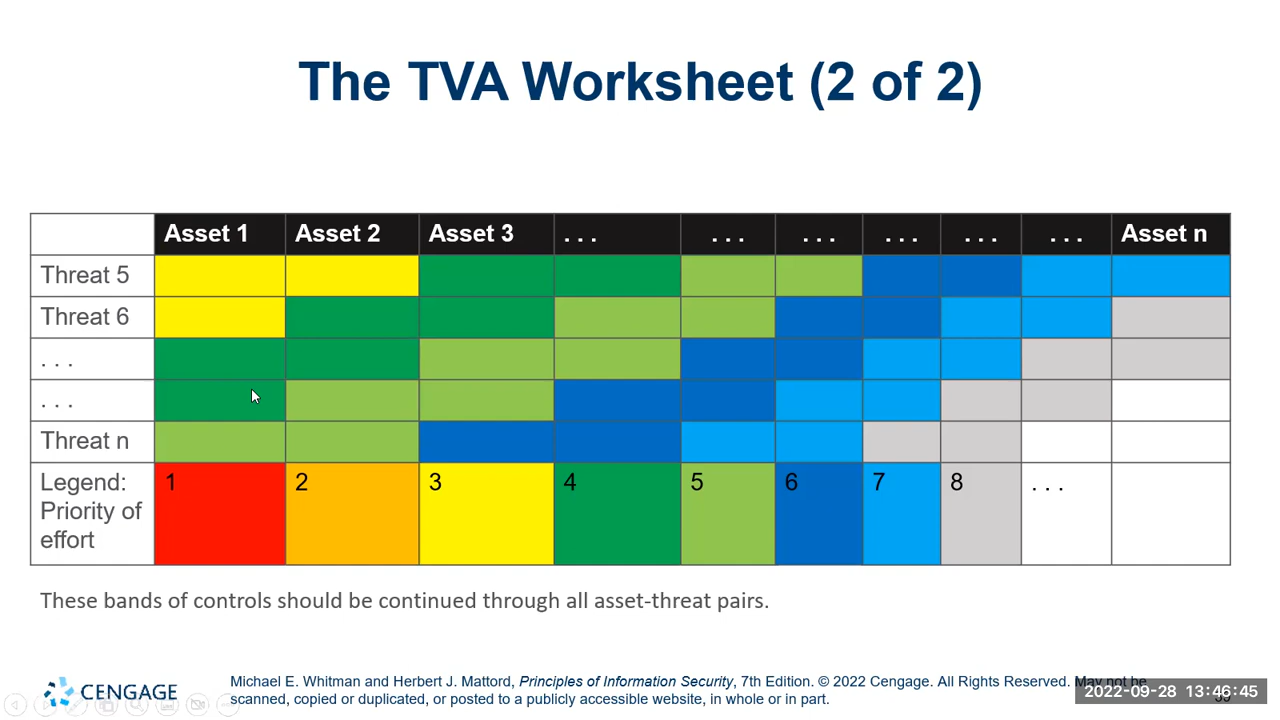 The TVA Worksheet (2 of 2)
Asset 1 Asset 2 Asset 3 . . . . . . . . . . . . . . . . . . Asset n
Threat 5
Threat 6
. . .
. . .
Threat n
Legend: 1 2 3 4 5 6 7 8 . . .
Priority of
effort
These bands of controls should be continued through all asset-threat pairs.
CENGAGE
Michael E. Whitman and Herbert J. Mattord, Principles of Information Security, 7th Edition. © 2022 Cengage. All Rights Reserved. May not be
scanned, copied or duplicated, or posted to a publicly accessible website, in whole or in part.
2022-09-28 13:46:45